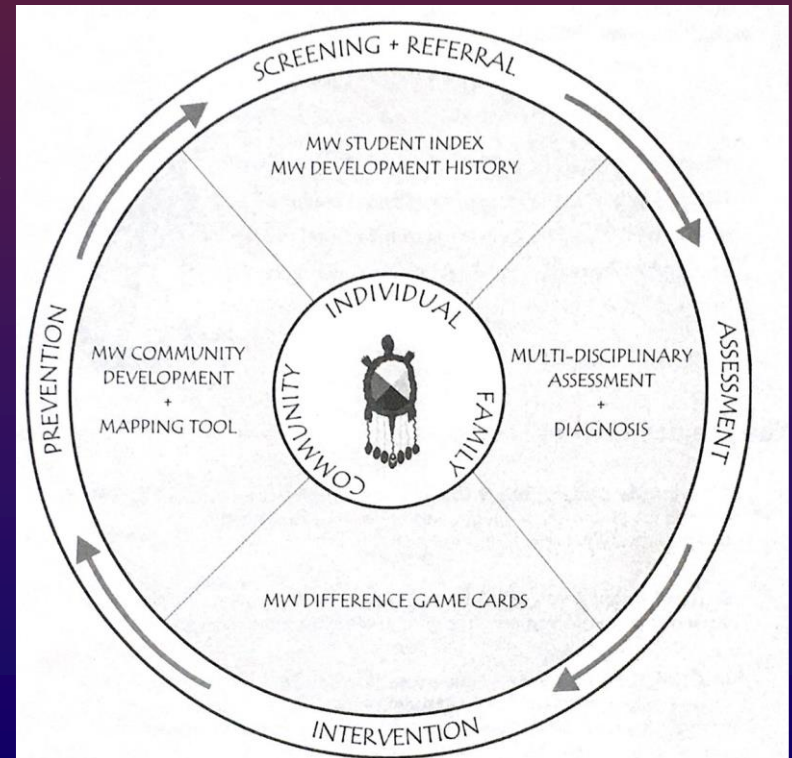 SCREENING + REFERRAL
MW STUDENT INDEX
MW DEVELOPMENT HISTORY
INDIVIDUAL
FAMILY
COMMUNITY
ASSESSMENT
MULTI-DISCIPLINARY
ASSESSMENT
+
DIAGNOSIS
MW DIFFERENCE GAME CARDS
INTERVENTION
PREVENTION
MW COMMUNITY
DEVELOPMENT
+
MAPPING TOOL